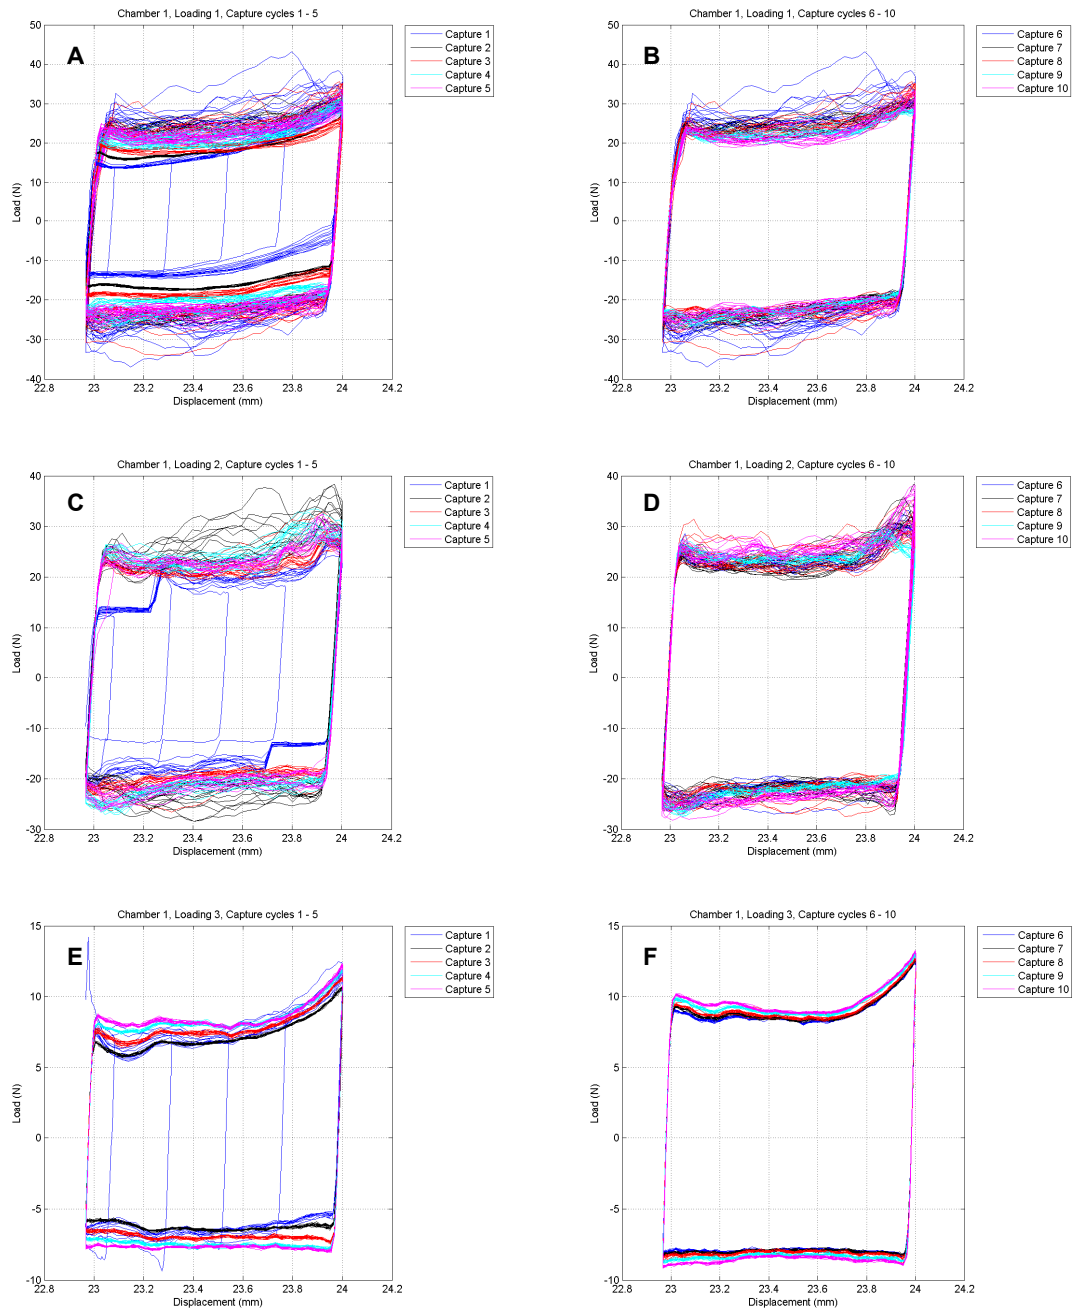 Chamber 1, Loading 1, Capture cycles 1 - 5
A
Capture 1
Capture 2
Capture 3
Capture 4
Capture 5
50
40
30
20
10
0
-10
-20
-30
-40
Load (N)
22.8 23 23.2 23.4 23.6 23.8 24 24.2
Displacement (mm)
Chamber 1, Loading 1, Capture cycles 6 - 10
B
Capture 6
Capture 7
Capture 8
Capture 9
Capture 10
50
40
30
20
10
0
-10
-20
-30
-40
Load (N)
22.8 23 23.2 23.4 23.6 23.8 24 24.2
Displacement (mm)
Chamber 1, Loading 2, Capture cycles 1 - 5
C
Capture 1
Capture 2
Capture 3
Capture 4
Capture 5
40
30
20
10
0
-10
-20
-30
Load (N)
22.8 23 23.2 23.4 23.6 23.8 24 24.2
Displacement (mm)
Chamber 1, Loading 2, Capture cycles 6 - 10
D
Capture 6
Capture 7
Capture 8
Capture 9
Capture 10
40
30
20
10
0
-10
-20
-30
Load (N)
22.8 23 23.2 23.4 23.6 23.8 24 24.2
Displacement (mm)
Chamber 1, Loading 3, Capture cycles 1 - 5
E
Capture 1
Capture 2
Capture 3
Capture 4
Capture 5
15
10
5
0
-5
-10
Load (N)
22.8 23 23.2 23.4 23.6 23.8 24 24.2
Displacement (mm)
Chamber 1, Loading 3, Capture cycles 6 - 10
F
Capture 6
Capture 7
Capture 8
Capture 9
Capture 10
15
10
5
0
-5
-10
Load (N)
22.8 23 23.2 23.4 23.6 23.8 24 24.2
Displacement (mm)